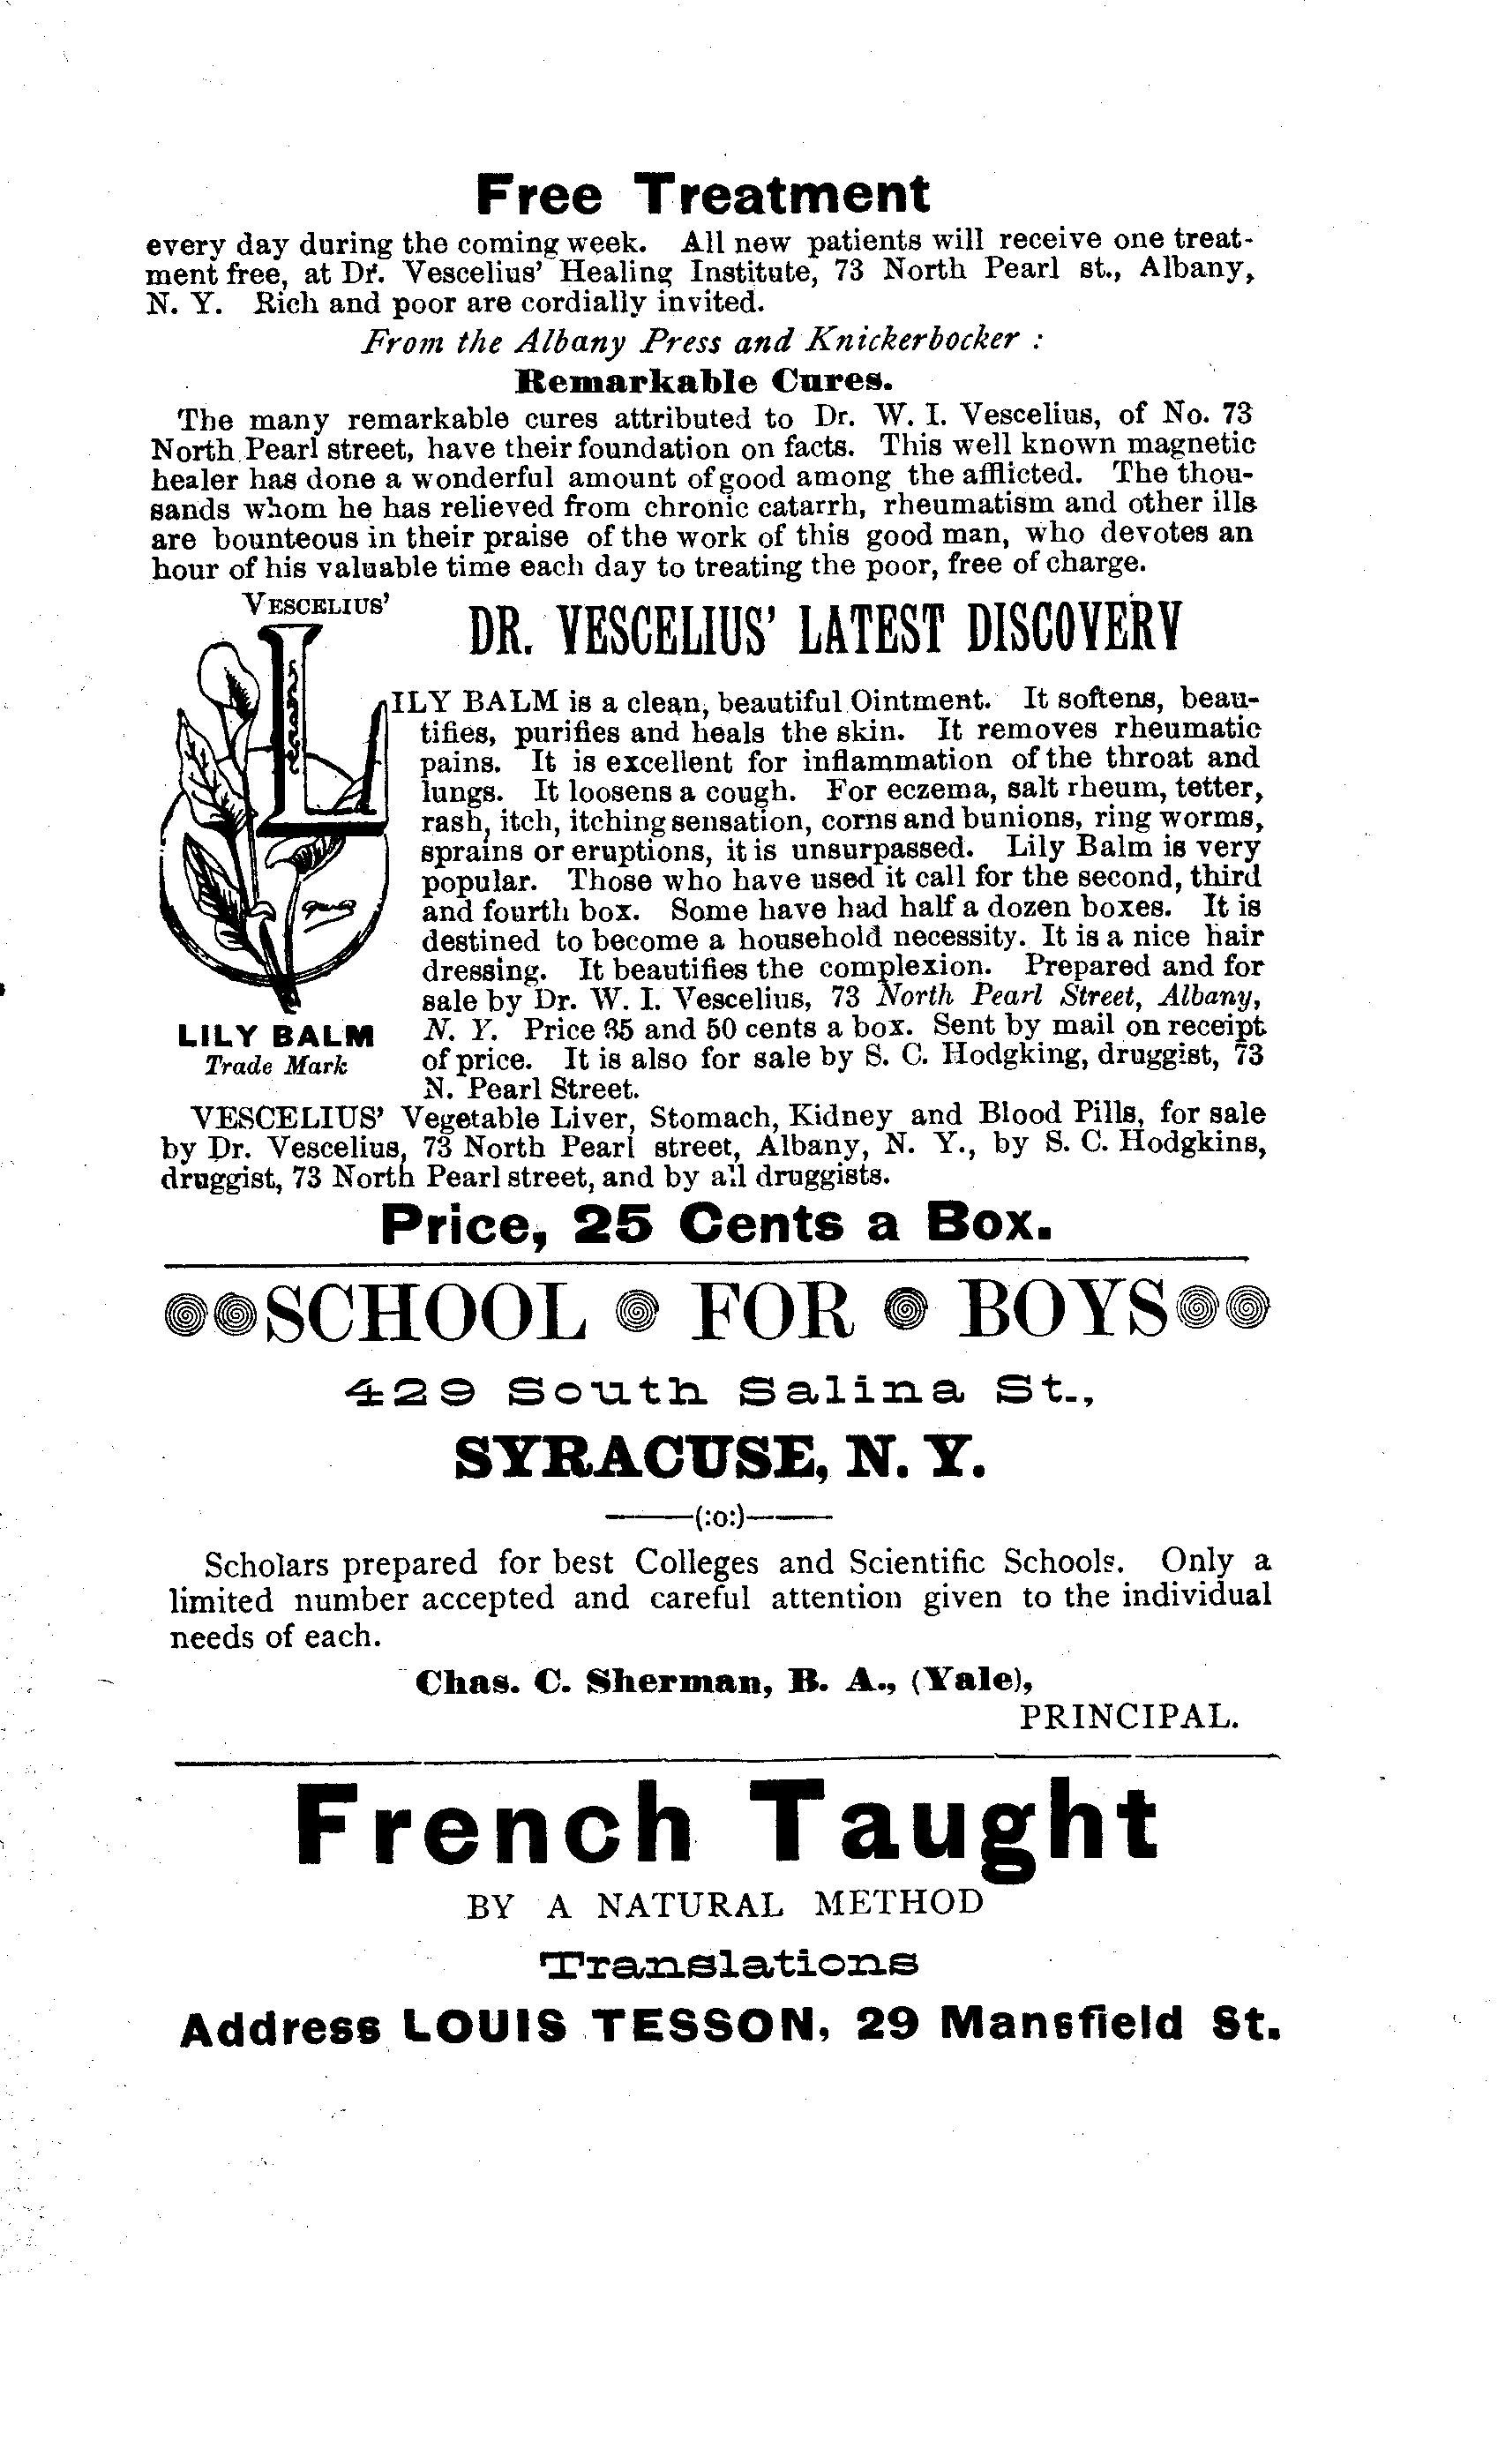 Free Treatment
every day during the coming week. All new patients will receive one treat-
ment free, at Dr. Vescelius' Healing Institute, 73 North Pearl st., Albany,
N. Y. Rich and poor are cordially invited.
From the Albany Press and Knickerbocker :
Remarkable Cures.
The many remarkable cures attributed to Dr. W. I. Vescelius, of No. 73
North Pearl street, have their foundation on facts. This well known magnetic
healer has done a wonderful amount of good among the afflicted. The thou-
sands whom he has relieved from chronic catarrh, rheumatism and other ills
are bounteous in their praise of the work of this good man, who devotes an
hour of his valuable time each day to treating the poor, free of charge.
VESCELIUS'
DR. VESCELIUS' LATEST DISCOVERY
LILY BALM is a clean, beautiful Ointment. It softens, beau-
tifies, purifies and heals the skin. It removes rheumatic
pains. It is excellent for inflammation of the throat and
lungs. It loosens a cough. For eczema, salt rheum, tetter,
rash, itch, itching sensation, corns and bunions, ring worms,
sprains or eruptions, it is unsurpassed. Lily Balm is very
popular. Those who have used it call for the second, third
and fourth box. Some have had half a dozen boxes. It is
destined to become a household necessity. It is a nice hair
dressing. It beautifies the complexion. Prepared and for
sale by Dr. W. I. Vescelius, 73 North Pearl Street, Albany,
N. Y. Price 35 and 50 cents a box. Sent by mail on receipt
of price. It is also for sale by S. C. Hodgking, druggist, 73
N. Pearl Street.
LILY BALM
Trade Mark
VESCELIUS' Vegetable Liver, Stomach, Kidney and Blood Pills, for sale
by Dr. Vescelius, 73 North Pearl street, Albany, N. Y., by S. C. Hodgkins,
druggist, 73 North Pearl street, and by all druggists.
Price, 25 Cents a Box.
SCHOOL FOR BOYS
429 South Salina St.,
SYRACUSE, N. Y.
(:o:)
Scholars prepared for best Colleges and Scientific Schools. Only a
limited number accepted and careful attention given to the individual
needs of each.
Chas. C. Sherman, B. A., (Yale),
PRINCIPAL.
French Taught
BY A NATURAL METHOD
Translations
Address LOUIS TESSON, 29 Mansfield St.